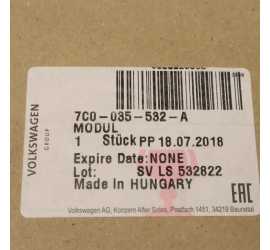 7C0-035-532-A
MODUL
1 Stück PP 18.07.2018
Expire Date: NONE
Lot: SV LS 532822
Made In HUNGARY
EAC
Volkswagen AG, Konzern After Sales, Postfach 1451, 34219 Baunatal
VOLKSWAGEN
GROUP